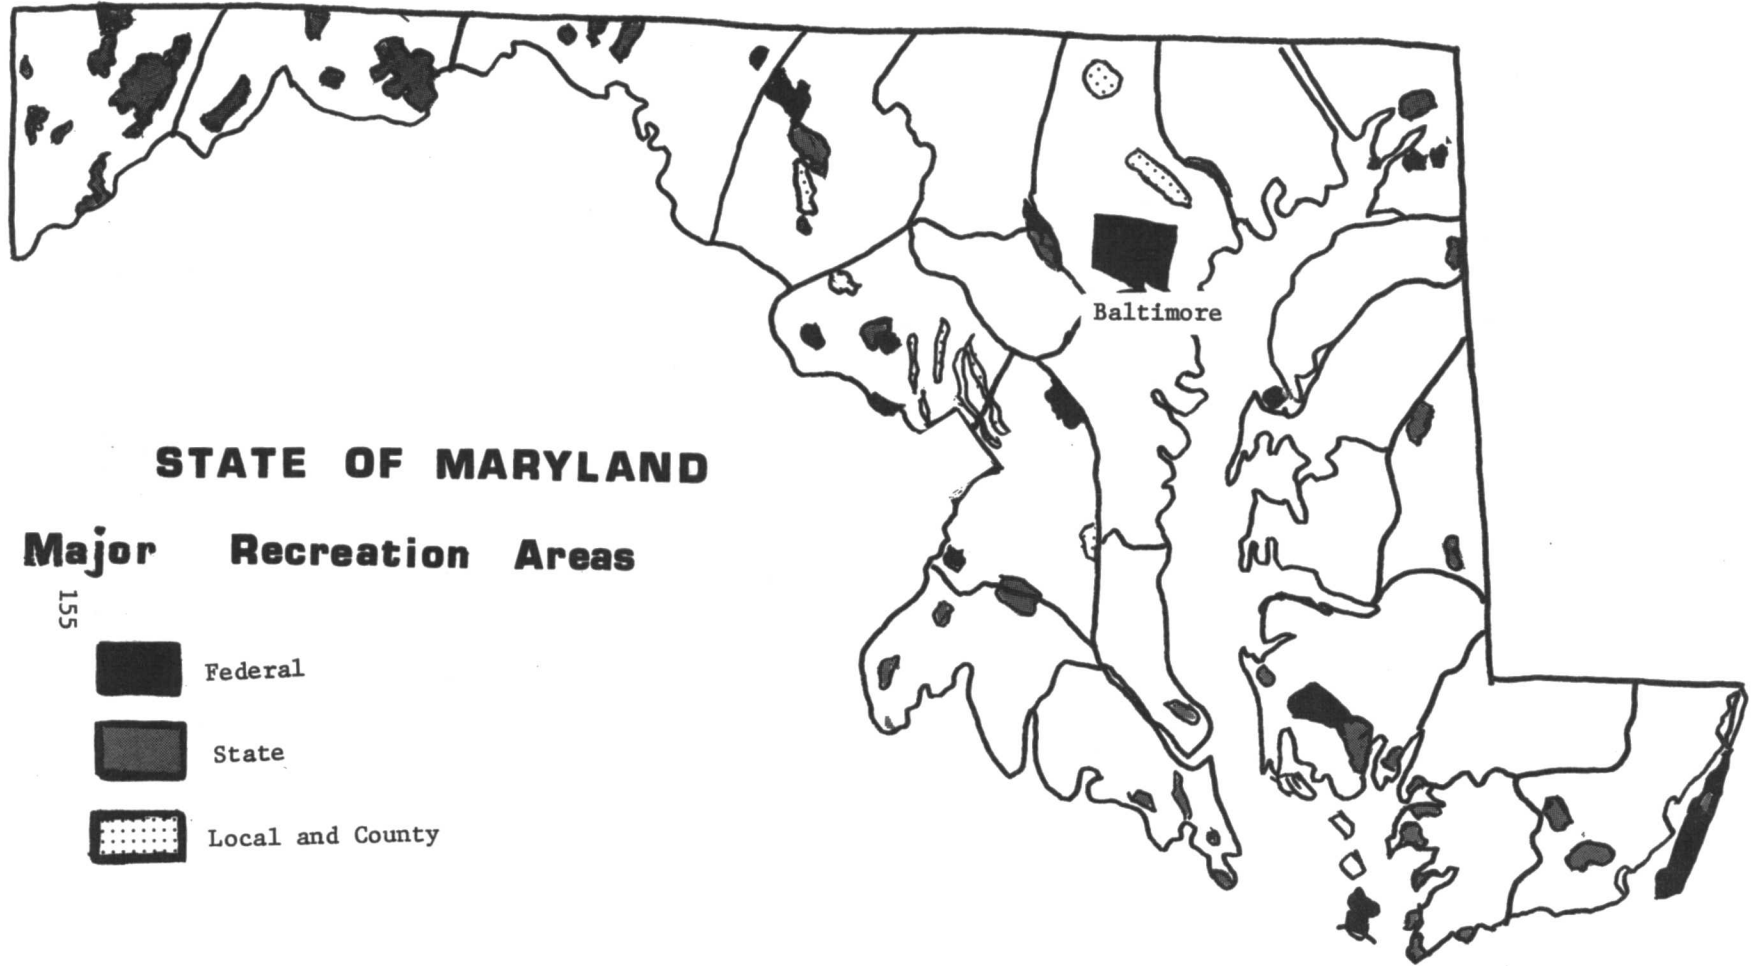 Baltimore
STATE OF MARYLAND
Major Recreation Areas
155
Federal
State
Local and County